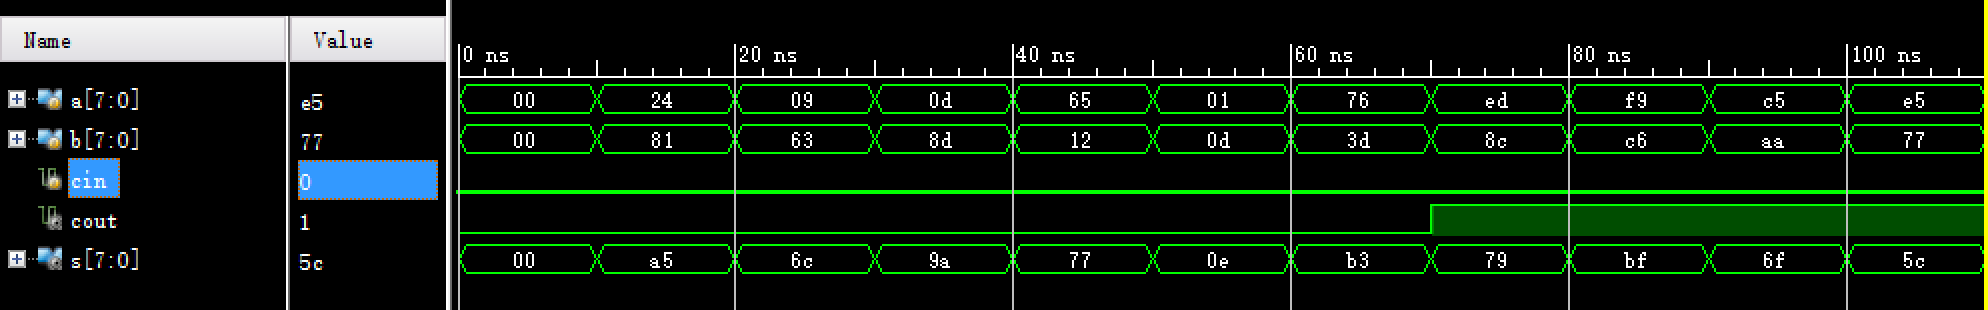 Name Value
0 ns 20 ns 40 ns 60 ns 80 ns 100 ns
a[7:0] e5 00 24 09 0d 65 01 76 ed f9 c5 e5
b[7:0] 77 00 81 63 8d 12 0d 3d 8c c6 aa 77
cin 0
cout 1
s[7:0] 5c 00 a5 6c 9a 77 0e b3 79 bf 6f 5c